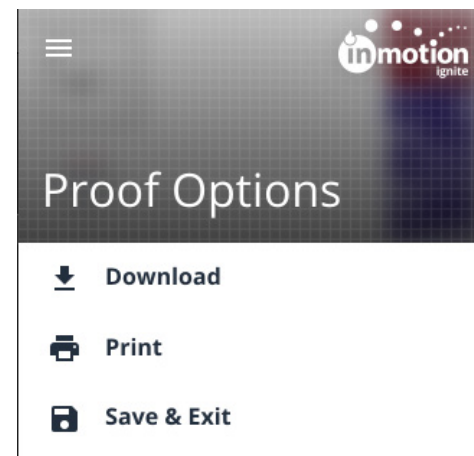 inmotion
ignite
Proof Options
Download
Print
Save & Exit